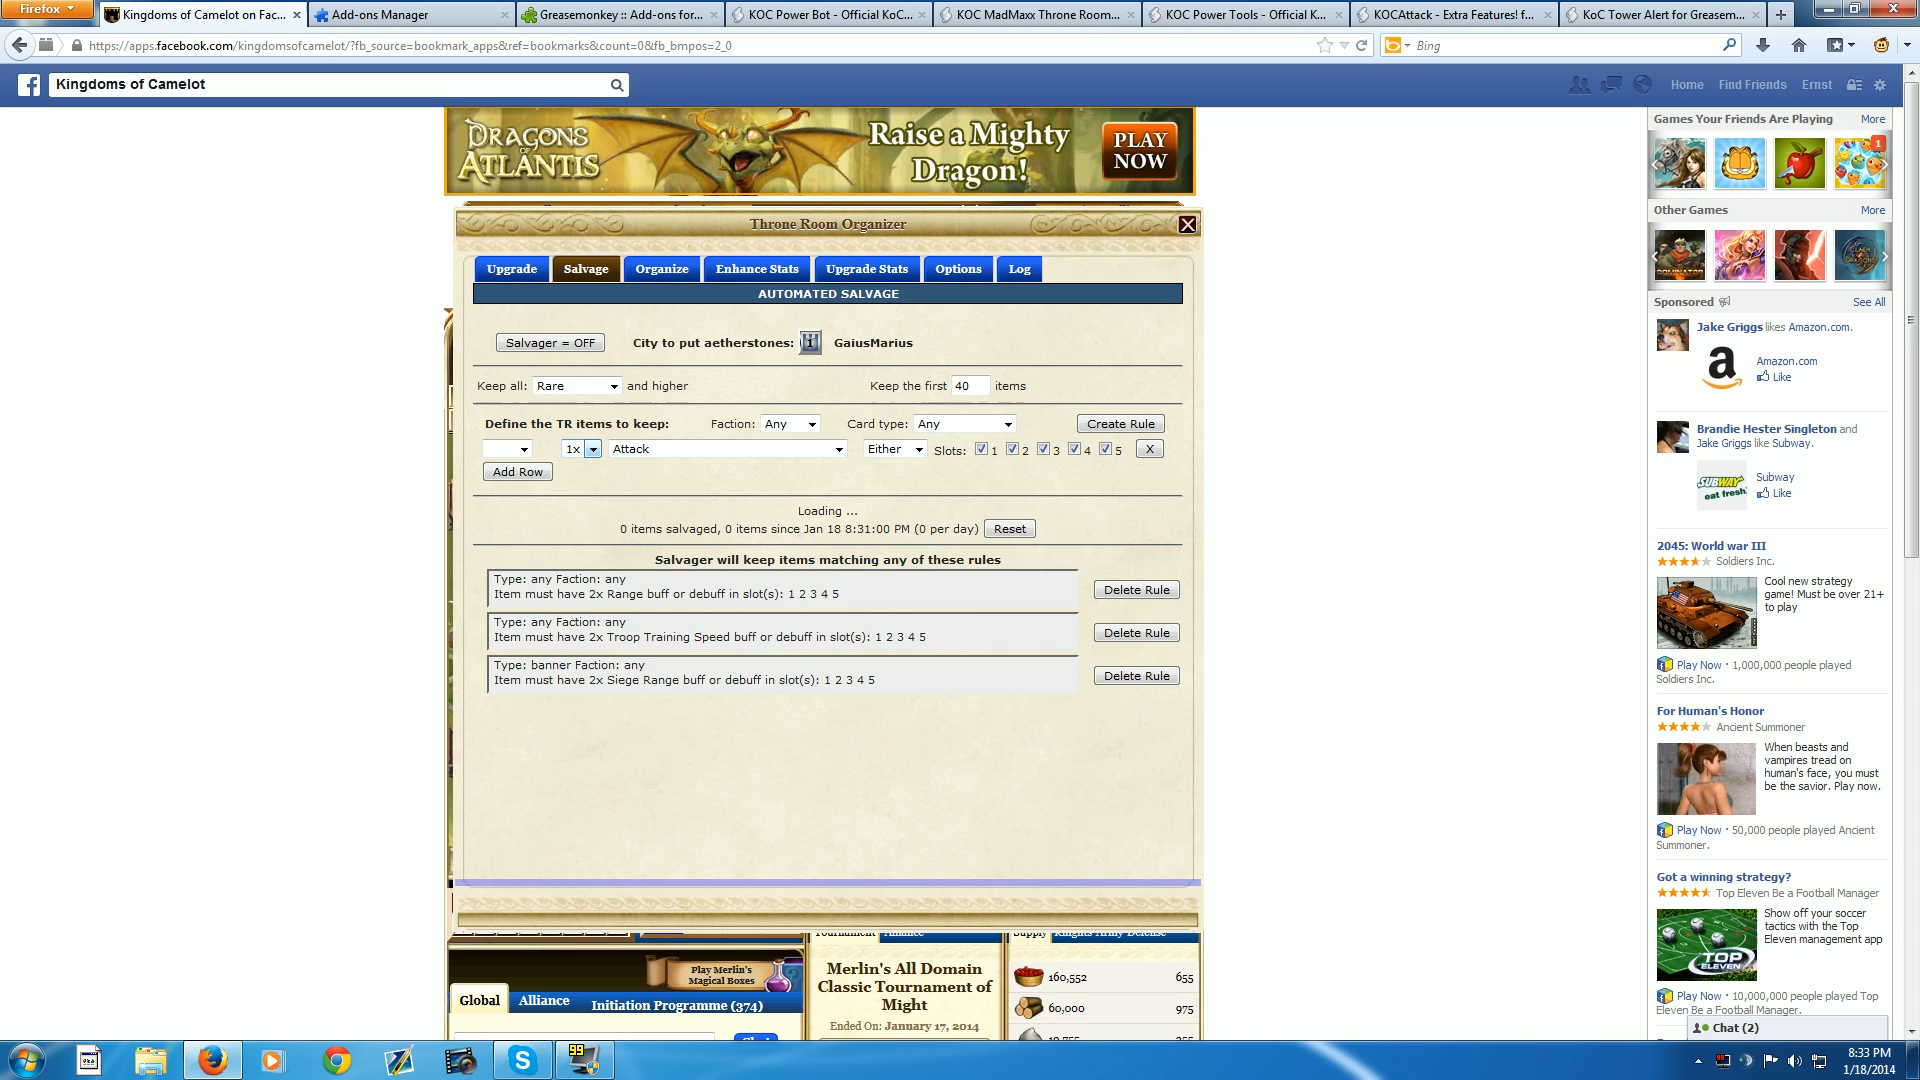 Firefox
Kingdoms of Camelot on Fac...
Add-ons Manager
Greasemonkey :: Add-ons for...
KOC Power Bot - Official KoC...
KOC MadMaxx Throne Room...
KOC Power Tools - Official K...
KOCAttack - Extra Features! f...
KoC Tower Alert for Greasem...
https://apps.facebook.com/kingdomsofcamelot/?fb_source=bookmark_apps&ref=bookmarks&count=0&fb_bmpos=2_0
Bing
Kingdoms of Camelot
Home Find Friends Ernst
DRAGONS OF ATLANTIS
Raise a Mighty Dragon!
PLAY NOW
Throne Room Organizer
Upgrade Salvage Organize Enhance Stats Upgrade Stats Options Log
AUTOMATED SALVAGE
Salvager = OFF City to put aetherstones: 1 GaiusMarius
Keep all: Rare and higher Keep the first 40 items
Define the TR items to keep: Faction: Any Card type: Any Create Rule
1x Attack Either Slots: 1 2 3 4 5 X
Add Row
Loading ...
0 items salvaged, 0 items since Jan 18 8:31:00 PM (0 per day) Reset
Salvager will keep items matching any of these rules
Type: any Faction: any
Item must have 2x Range buff or debuff in slot(s): 1 2 3 4 5
Delete Rule
Type: any Faction: any
Item must have 2x Troop Training Speed buff or debuff in slot(s): 1 2 3 4 5
Delete Rule
Type: banner Faction: any
Item must have 2x Siege Range buff or debuff in slot(s): 1 2 3 4 5
Delete Rule
Play Merlin's
Magical Boxes
Global Alliance Initiation Programme (374)
Tournament Alliance
Merlin's All Domain
Classic Tournament of
Might
Ended On: January 17, 2014
Supply Knights Army Defense
160,552 655
60,000 975
Games Your Friends Are Playing More
1
Other Games More
DOMINATOR
Sponsored See All
Jake Griggs likes Amazon.com.
a
Amazon.com
Like
Brandie Hester Singleton and
Jake Griggs like Subway.
SUBWAY
eat fresh.
Subway
Like
2045: World war III
Soldiers Inc.
Cool new strategy
game! Must be over 21+
to play
Play Now · 1,000,000 people played
Soldiers Inc.
For Human's Honor
Ancient Summoner
When beasts and
vampires tread on
human's face, you must
be the savior. Play now.
Play Now · 50,000 people played Ancient
Summoner.
Got a winning strategy?
Top Eleven Be a Football Manager
Show off your soccer
tactics with the Top
Eleven management app
TOP ELEVEN
Play Now · 10,000,000 people played Top
Eleven Be a Football Manager.
Chat (2)
99
8:33 PM
1/18/2014